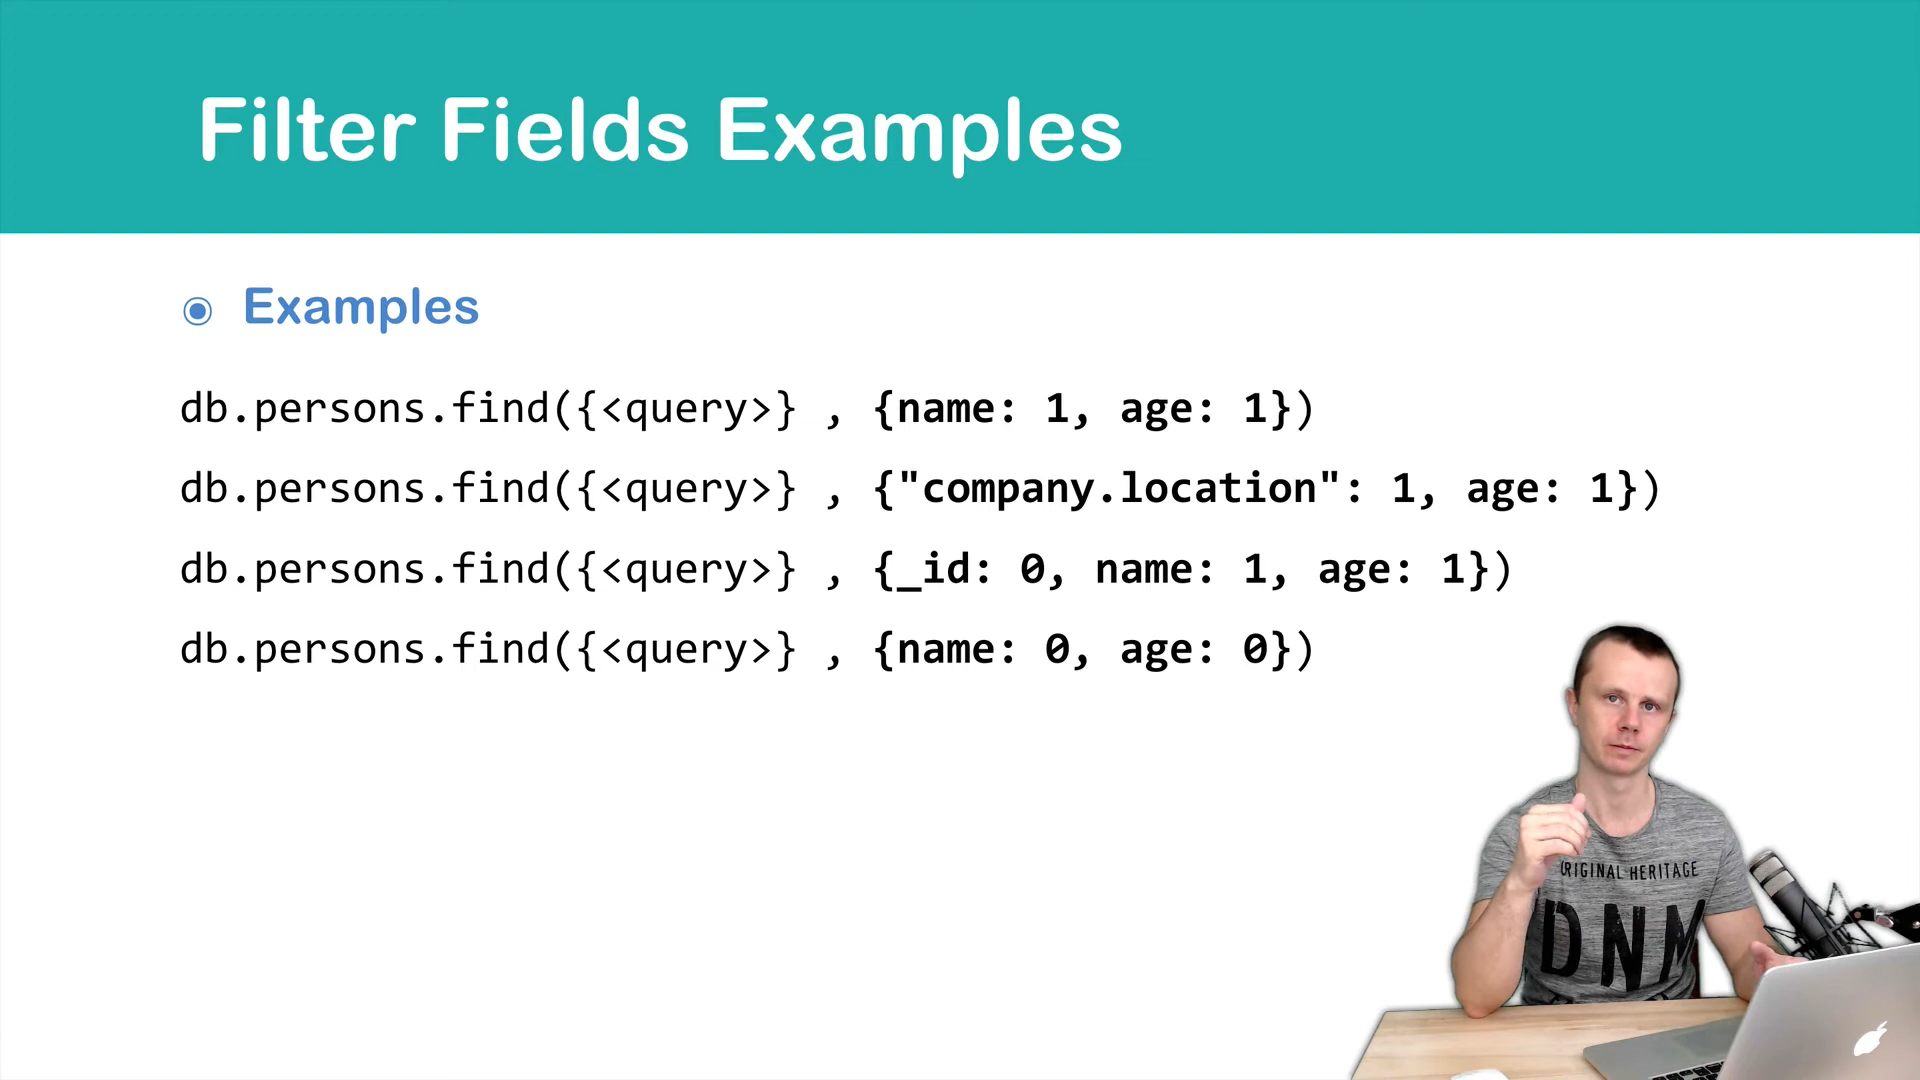 Filter Fields Examples
Examples
db.persons.find({<query>} , {name: 1, age: 1})
db.persons.find({<query>} , {"company.location": 1, age: 1})
db.persons.find({<query>} , {_id: 0, name: 1, age: 1})
db.persons.find({<query>} , {name: 0, age: 0})
ORIGINAL HERITAGE
DNM